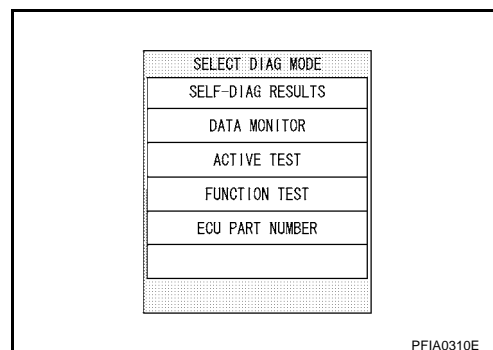 SELECT DIAG MODE
SELF-DIAG RESULTS
DATA MONITOR
ACTIVE TEST
FUNCTION TEST
ECU PART NUMBER
PFIA0310E